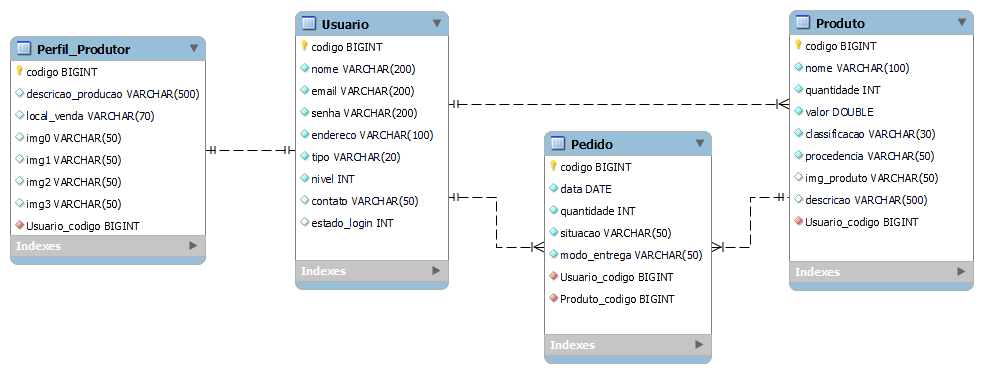 Perfil_Produtor
codigo BIGINT
descricao_producao VARCHAR(500)
local_venda VARCHAR(70)
img0 VARCHAR(50)
img1 VARCHAR(50)
img2 VARCHAR(50)
img3 VARCHAR(50)
Usuario_codigo BIGINT
Indexes
Usuario
codigo BIGINT
nome VARCHAR(200)
email VARCHAR(200)
senha VARCHAR(200)
endereco VARCHAR(100)
tipo VARCHAR(20)
nivel INT
contato VARCHAR(50)
estado_login INT
Indexes
Pedido
codigo BIGINT
data DATE
quantidade INT
situacao VARCHAR(50)
modo_entrega VARCHAR(50)
Usuario_codigo BIGINT
Produto_codigo BIGINT
Indexes
Produto
codigo BIGINT
nome VARCHAR(100)
quantidade INT
valor DOUBLE
classificacao VARCHAR(30)
procedencia VARCHAR(50)
img_produto VARCHAR(50)
descricao VARCHAR(500)
Usuario_codigo BIGINT
Indexes